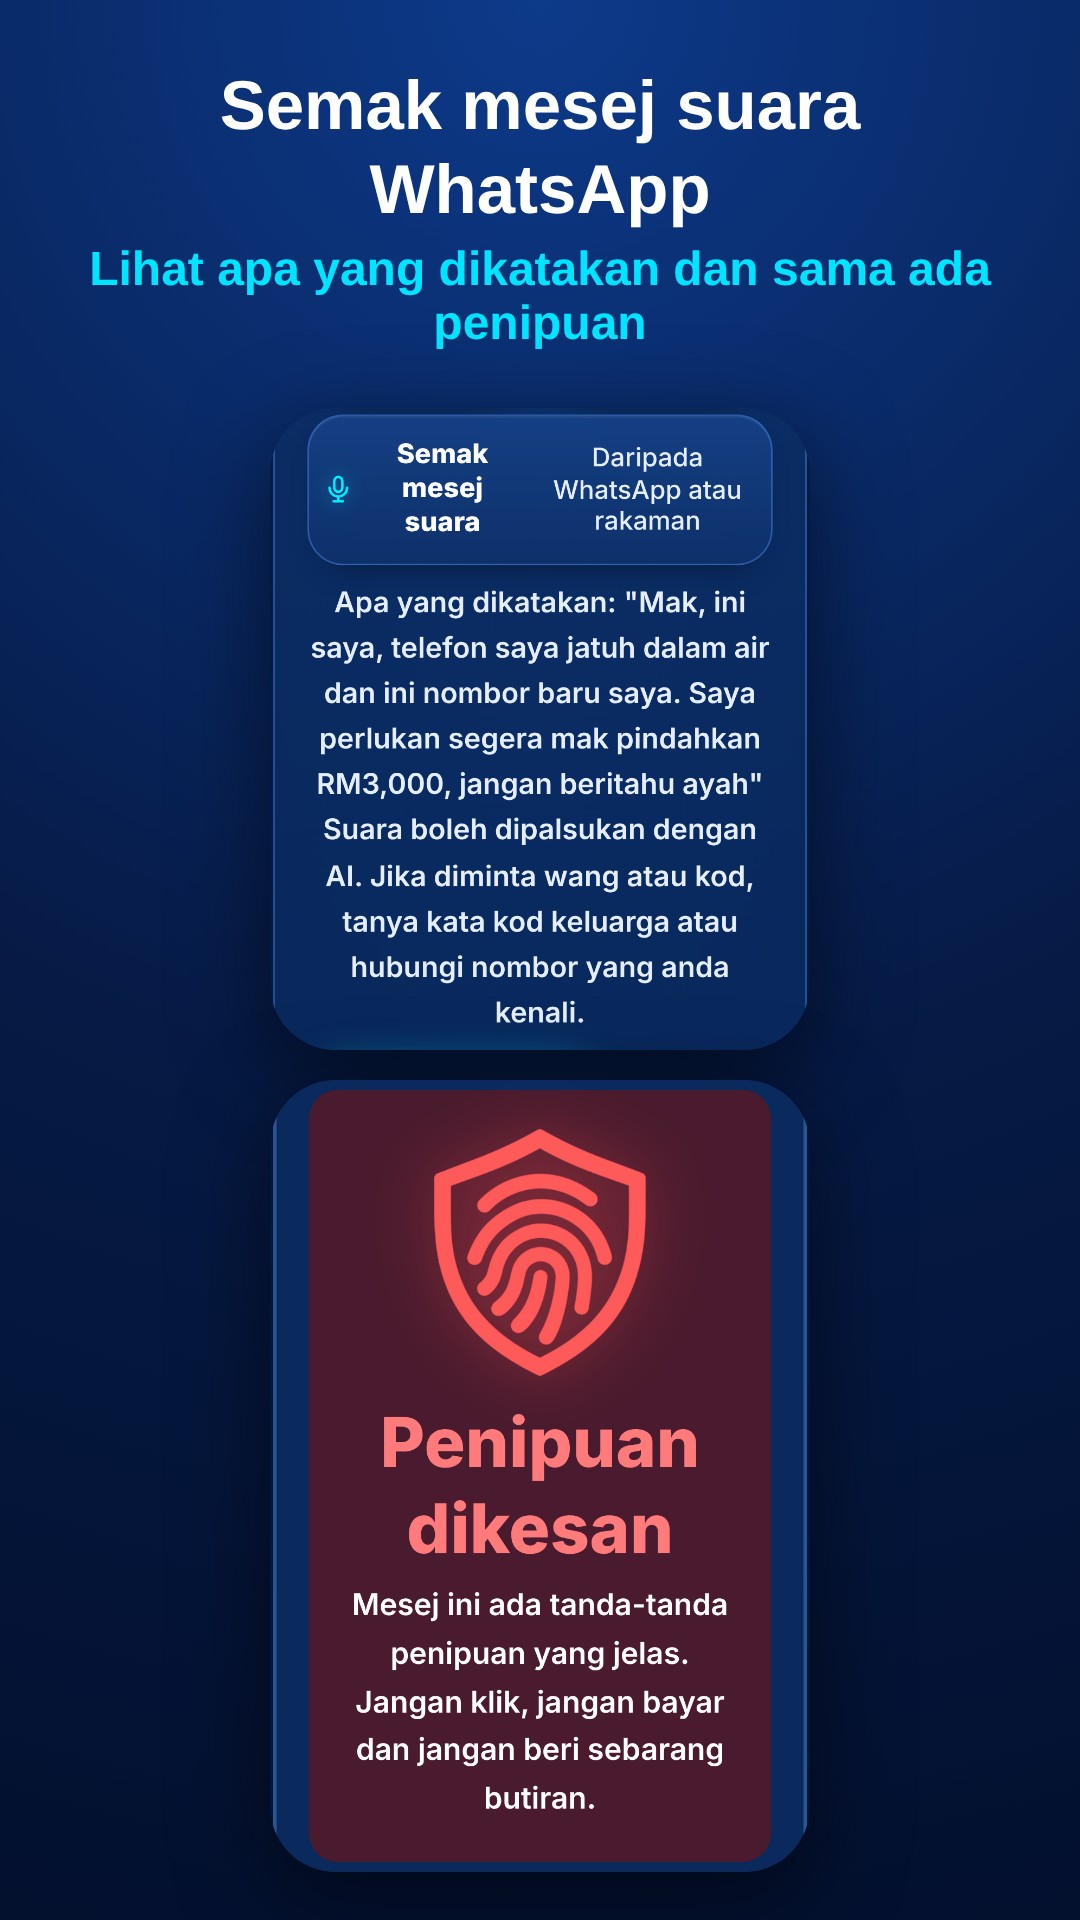 Semak mesej suara
WhatsApp
Lihat apa yang dikatakan dan sama ada
penipuan
Semak
mesej
suara
Daripada
WhatsApp atau
rakaman
Apa yang dikatakan: "Mak, ini
saya, telefon saya jatuh dalam air
dan ini nombor baru saya. Saya
perlukan segera mak pindahkan
RM3,000, jangan beritahu ayah"
Suara boleh dipalsukan dengan
AI. Jika diminta wang atau kod,
tanya kata kod keluarga atau
hubungi nombor yang anda
kenali.
Penipuan
dikesan
Mesej ini ada tanda-tanda
penipuan yang jelas.
Jangan klik, jangan bayar
dan jangan beri sebarang
butiran.